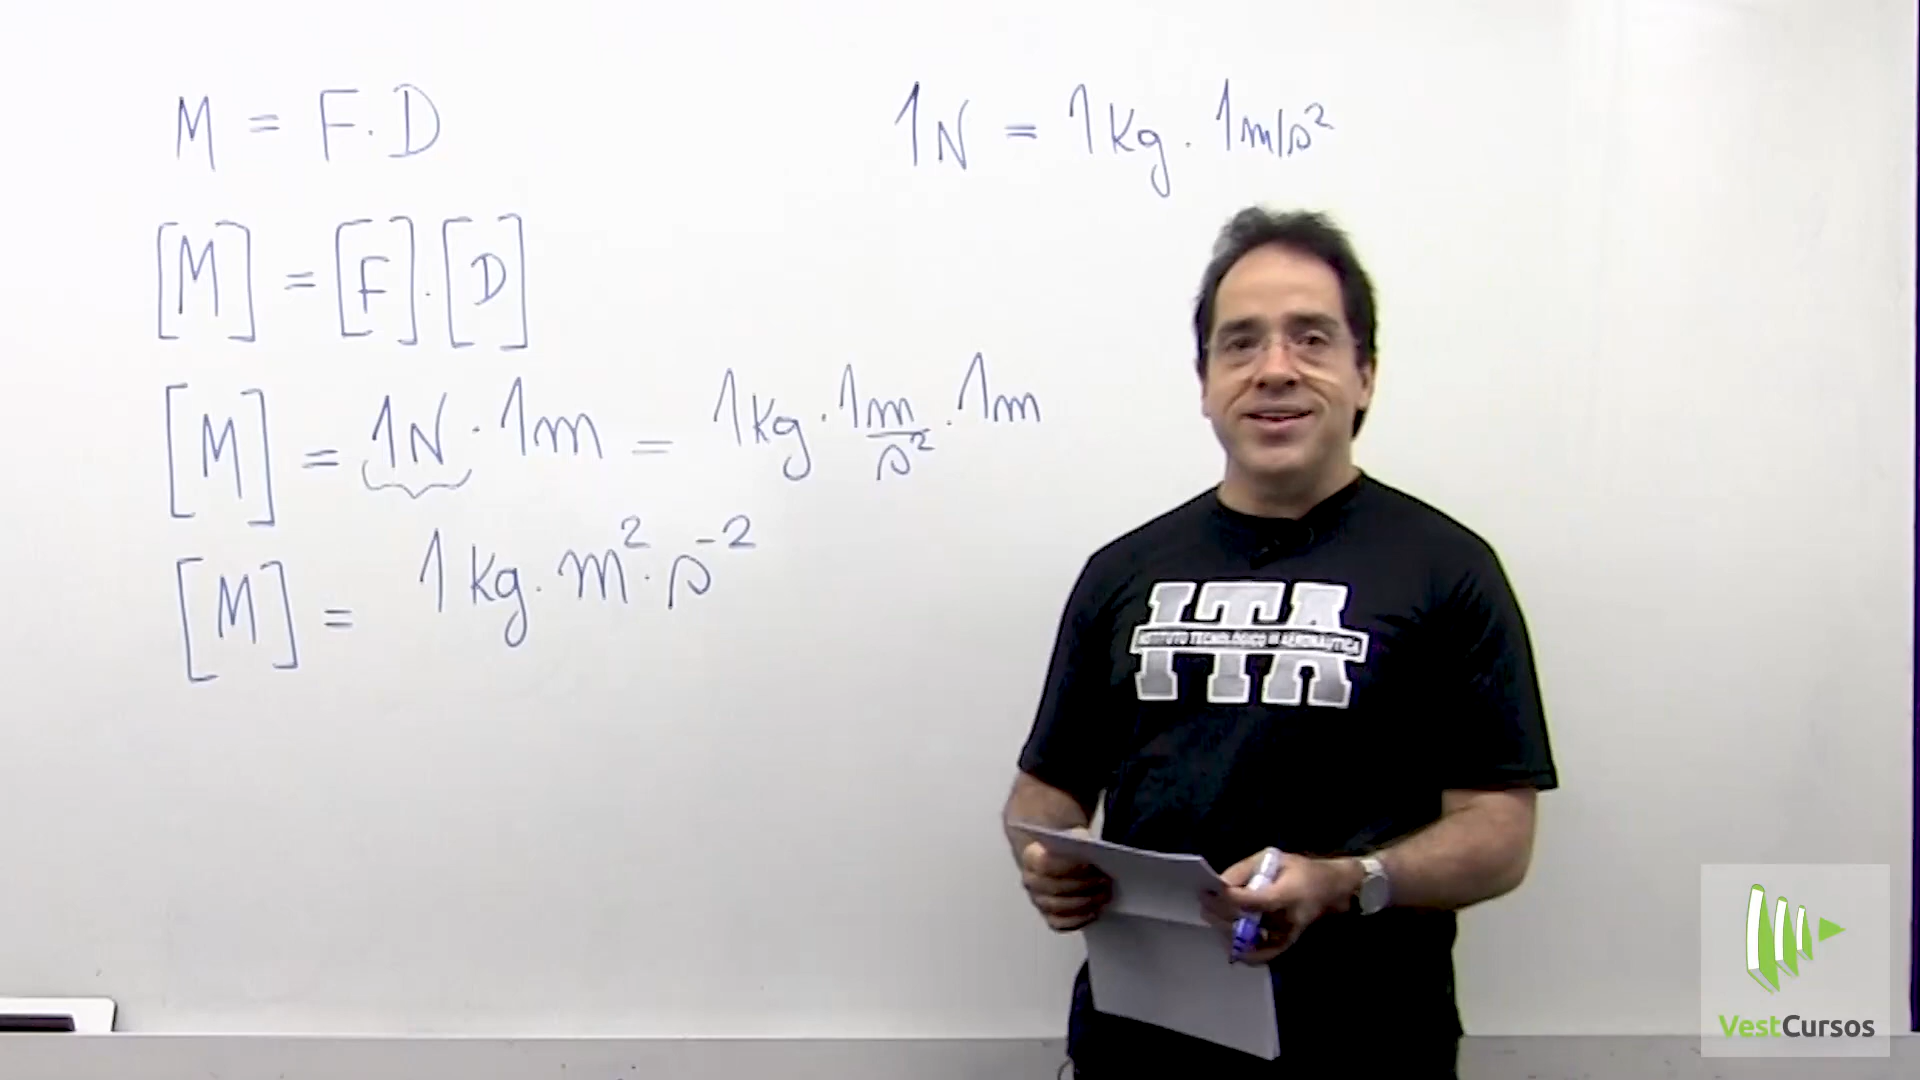 M = F.D
1N = 1kg . 1m/s²
[M] = [F].[D]
[M] = 1N . 1m = 1kg . 1m/s² . 1m
[M] = 1kg . m² . s⁻²
ITA
INSTITUTO TECNOLÓGICO DE AERONÁUTICA
VestCursos